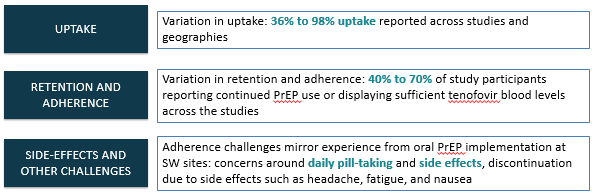 UPTAKE
Variation in uptake: 36% to 98% uptake reported across studies and
geographies
RETENTION AND
ADHERENCE
Variation in retention and adherence: 40% to 70% of study participants
reporting continued PrEP use or displaying sufficient tenofovir blood levels
across the studies
SIDE-EFFECTS AND
OTHER CHALLENGES
Adherence challenges mirror experience from oral PrEP implementation at
SW sites: concerns around daily pill-taking and side effects, discontinuation
due to side effects such as headache, fatigue, and nausea